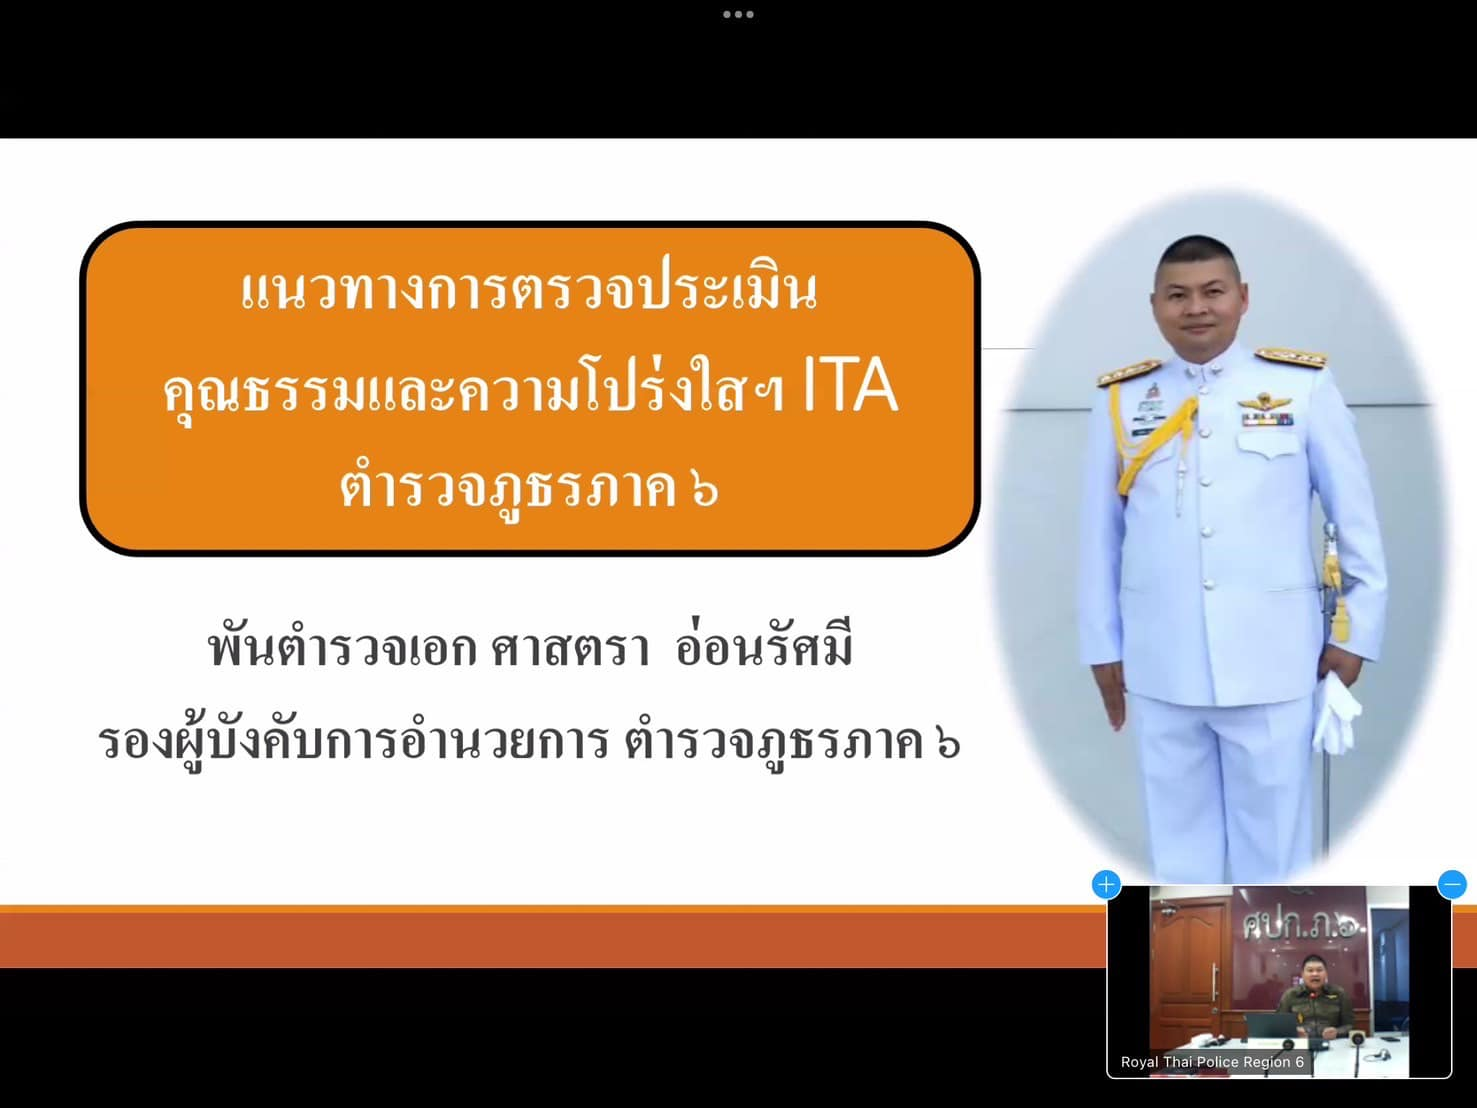 แนวทางการตรวจประเมิน
คุณธรรมและความโปร่งใสฯ ITA
ตำรวจภูธรภาค ๖
พันตำรวจเอก ศาสตรา อ่อนรัศมี
รองผู้บังคับการอำนวยการ ตำรวจภูธรภาค ๖
ศปก.ภ.๖
Royal Thai Police Region 6